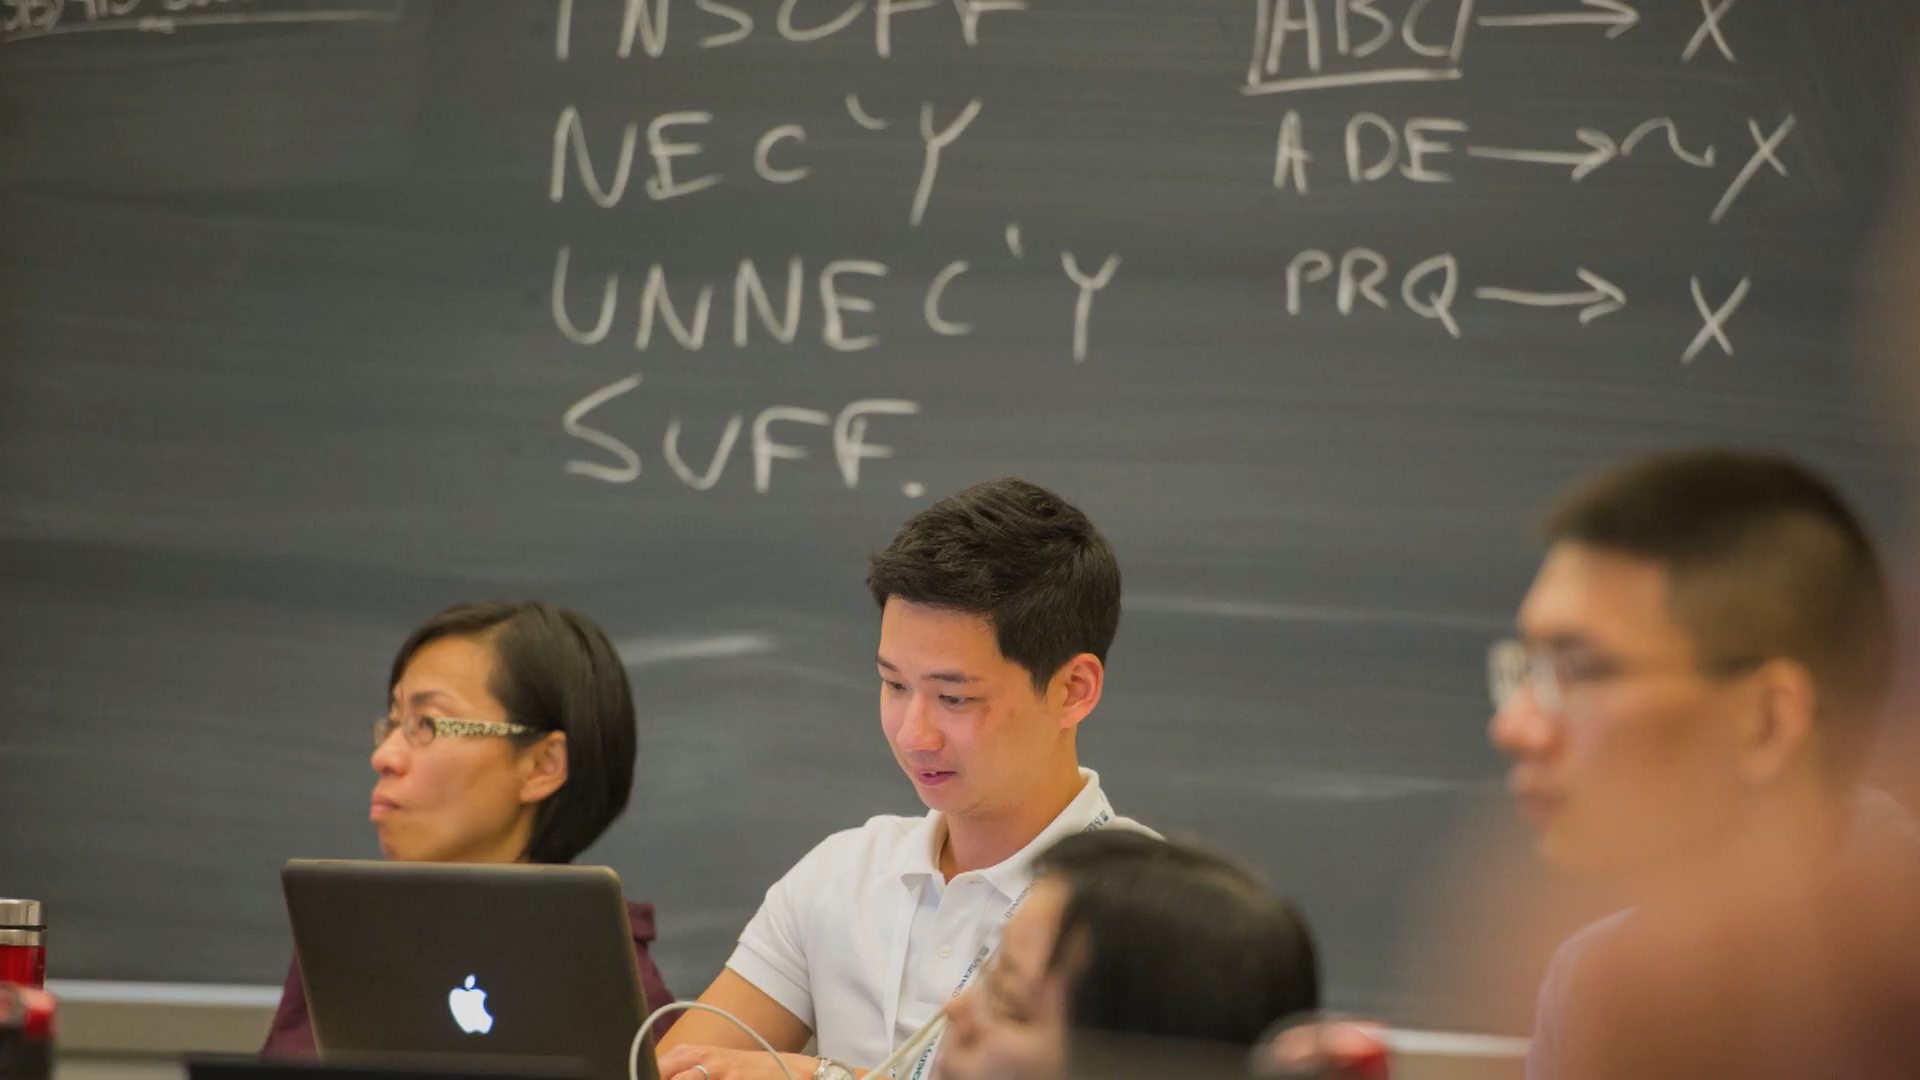 INSUFF
NEC'Y
UNNEC'Y
SUFF.
ABC → X
ADE → ~X
PRQ → X